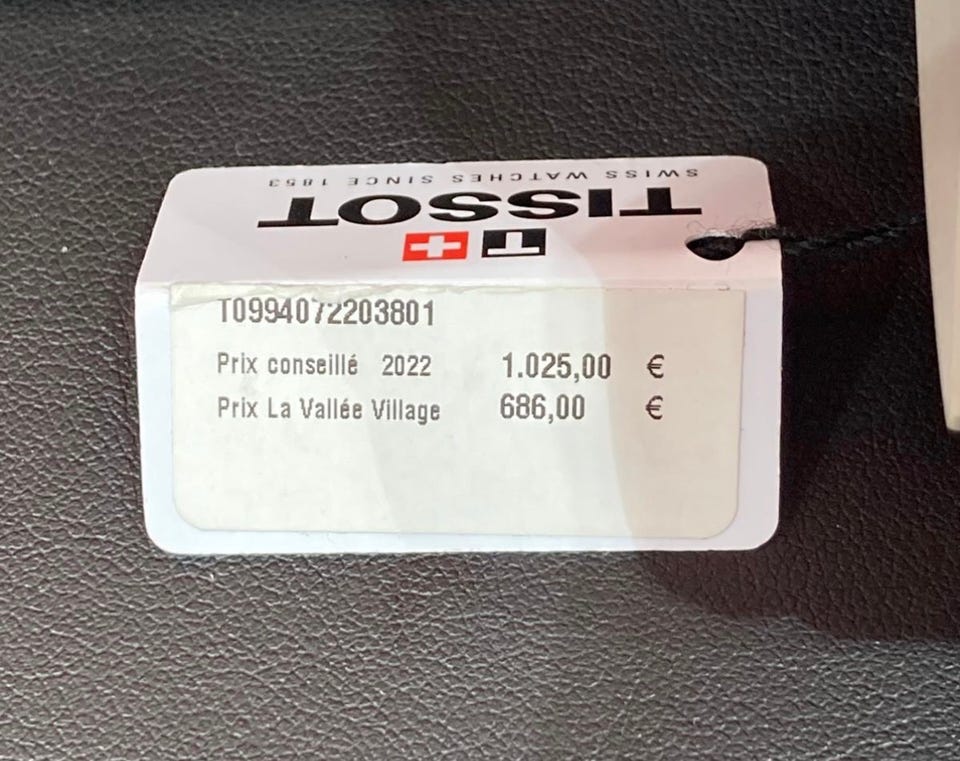 SWISS WATCHES SINCE 1853
TISSOT
T+
T0994072203801
Prix conseillé 2022 1.025,00 €
Prix La Vallée Village 686,00 €